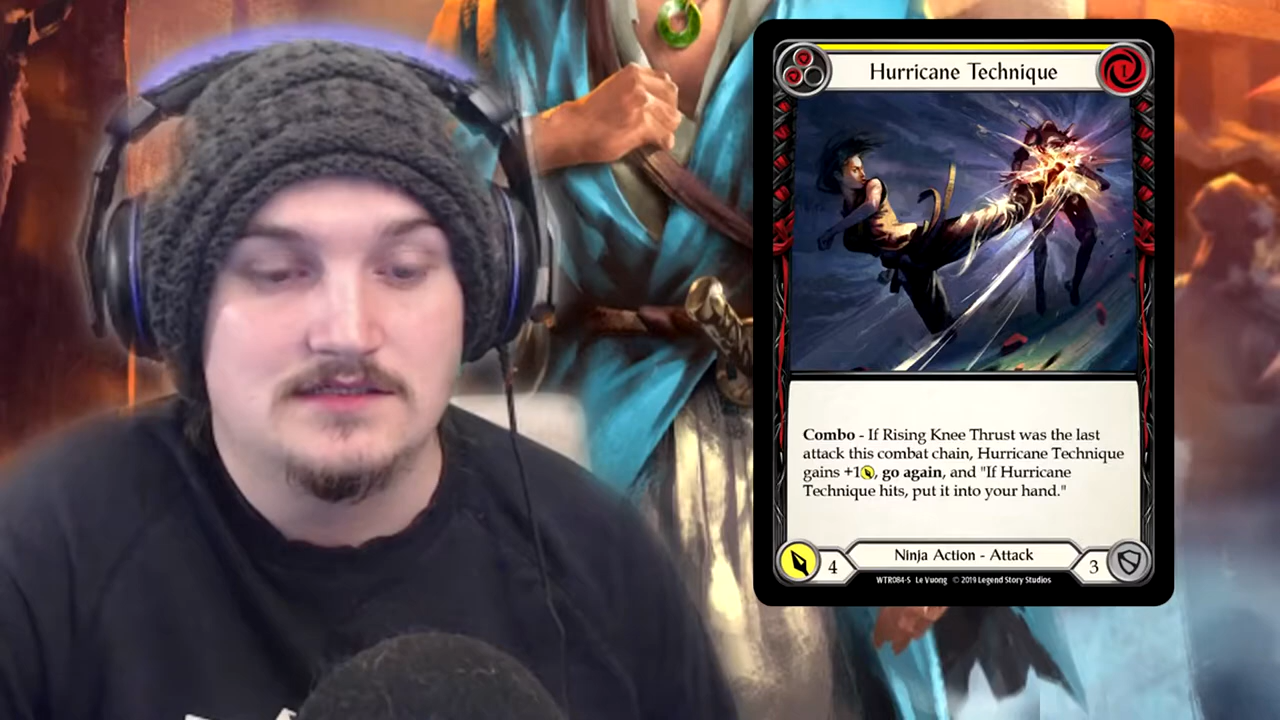 Hurricane Technique
1
Combo - If Rising Knee Thrust was the last
attack this combat chain, Hurricane Technique
gains +1, go again, and "If Hurricane
Technique hits, put it into your hand."
4
Ninja Action - Attack
3
WTR084-S Le Vuong © 2019 Legend Story Studios